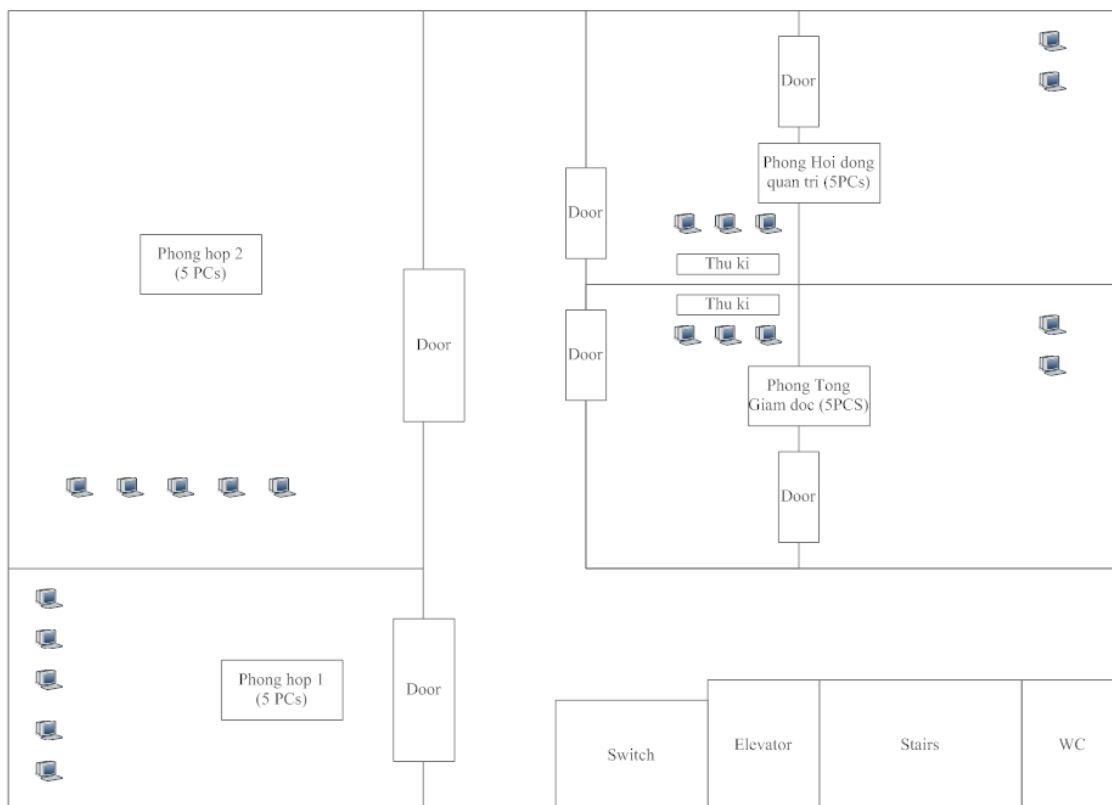 Door
Phong Hoi dong
quan tri (5PCs)
Door
Phong hop 2
(5 PCs)
Thu ki
Thu ki
Door
Door
Phong Tong
Giam doc (5PCS)
Door
Phong hop 1
(5 PCs)
Door
Switch
Elevator
Stairs
WC